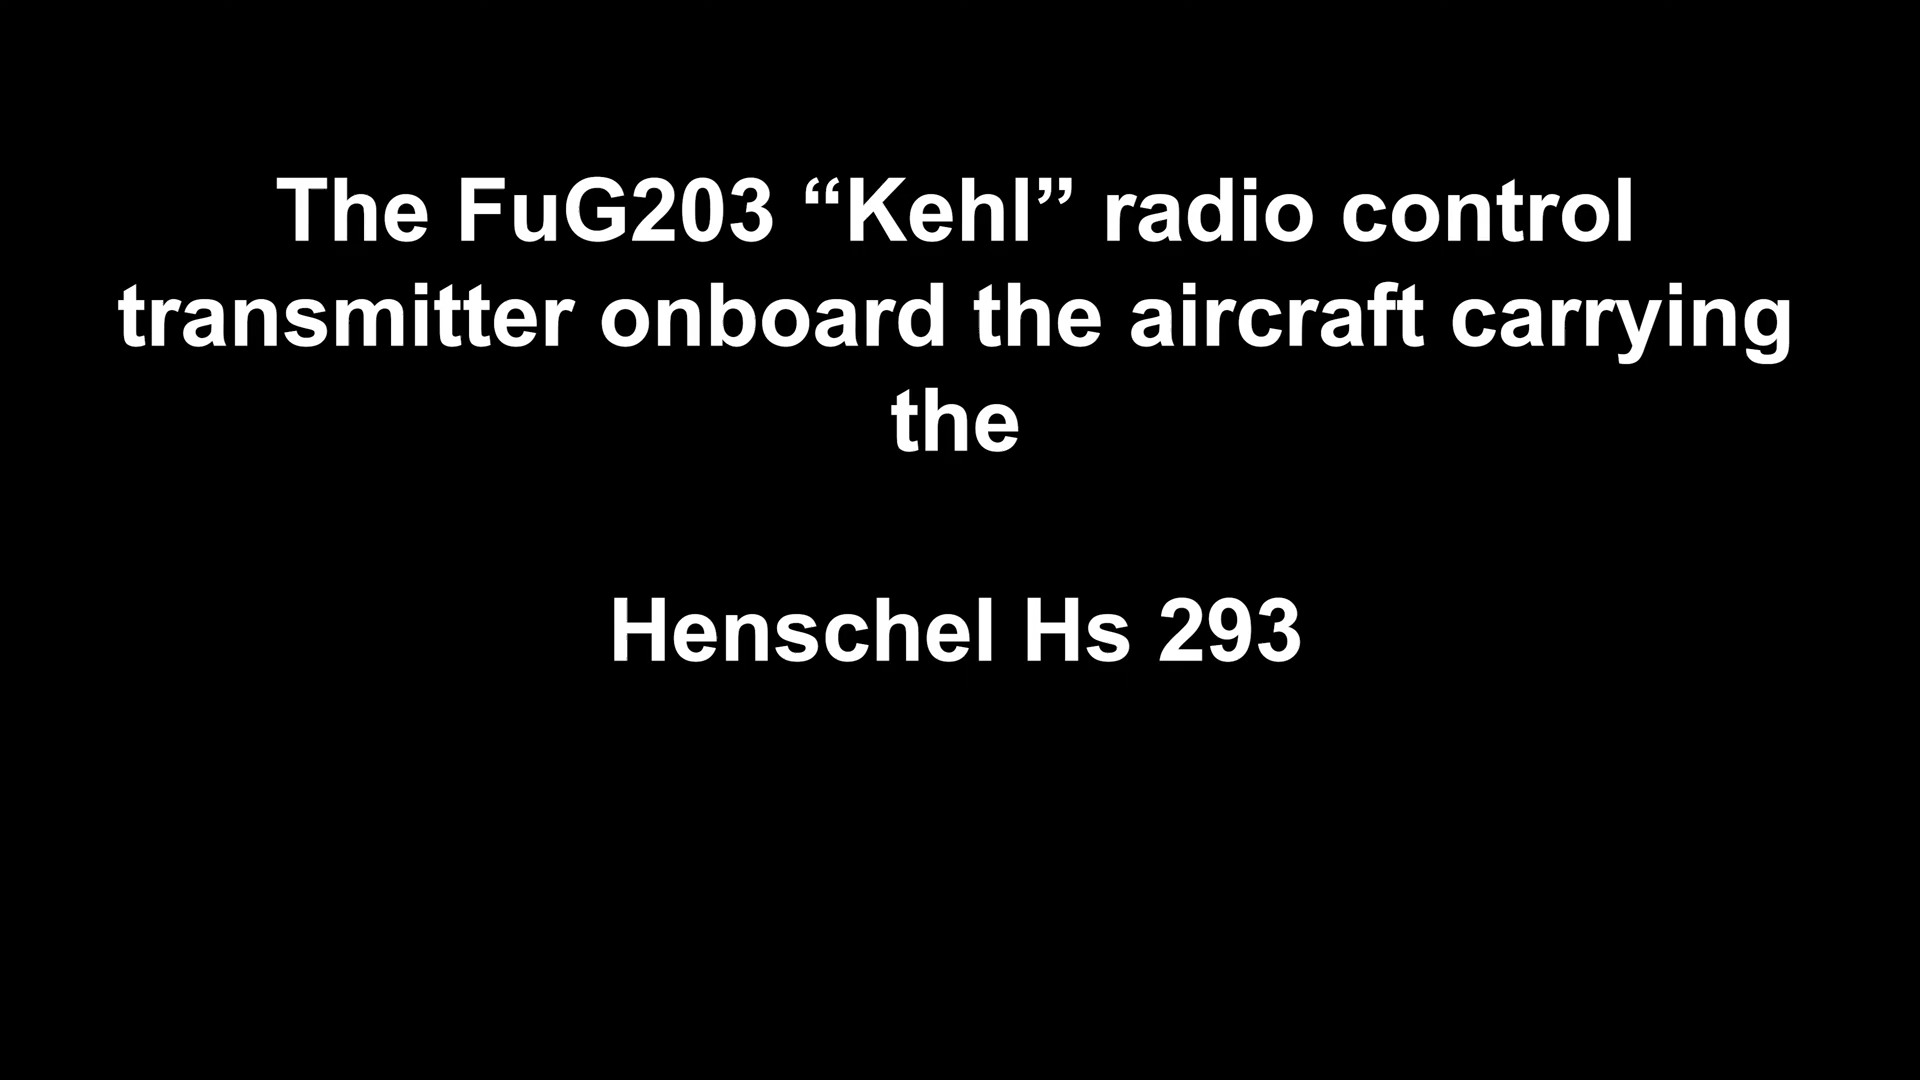 The FuG203 “Kehl” radio control
transmitter onboard the aircraft carrying
the
Henschel Hs 293